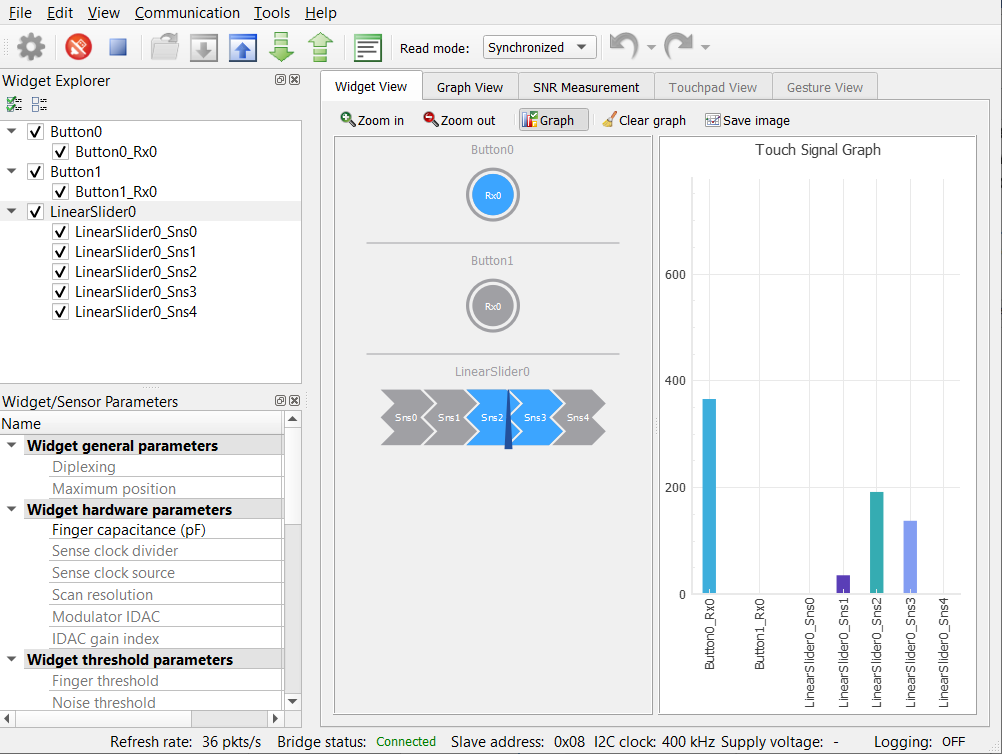 File Edit View Communication Tools Help
Read mode: Synchronized
Widget Explorer
Button0
Button0_Rx0
Button1
Button1_Rx0
LinearSlider0
LinearSlider0_Sns0
LinearSlider0_Sns1
LinearSlider0_Sns2
LinearSlider0_Sns3
LinearSlider0_Sns4
Widget/Sensor Parameters
Name
Widget general parameters
Diplexing
Maximum position
Widget hardware parameters
Finger capacitance (pF)
Sense clock divider
Sense clock source
Scan resolution
Modulator IDAC
IDAC gain index
Widget threshold parameters
Finger threshold
Noise threshold
Widget View Graph View SNR Measurement Touchpad View Gesture View
Zoom in Zoom out Graph Clear graph Save image
Button0
Rx0
Button1
Rx0
LinearSlider0
Sns0 Sns1 Sns2 Sns3 Sns4
Touch Signal Graph
600
400
200
0
Button0_Rx0
Button1_Rx0
LinearSlider0_Sns0
LinearSlider0_Sns1
LinearSlider0_Sns2
LinearSlider0_Sns3
LinearSlider0_Sns4
Refresh rate: 36 pkts/s Bridge status: Connected Slave address: 0x08 I2C clock: 400 kHz Supply voltage: - Logging: OFF